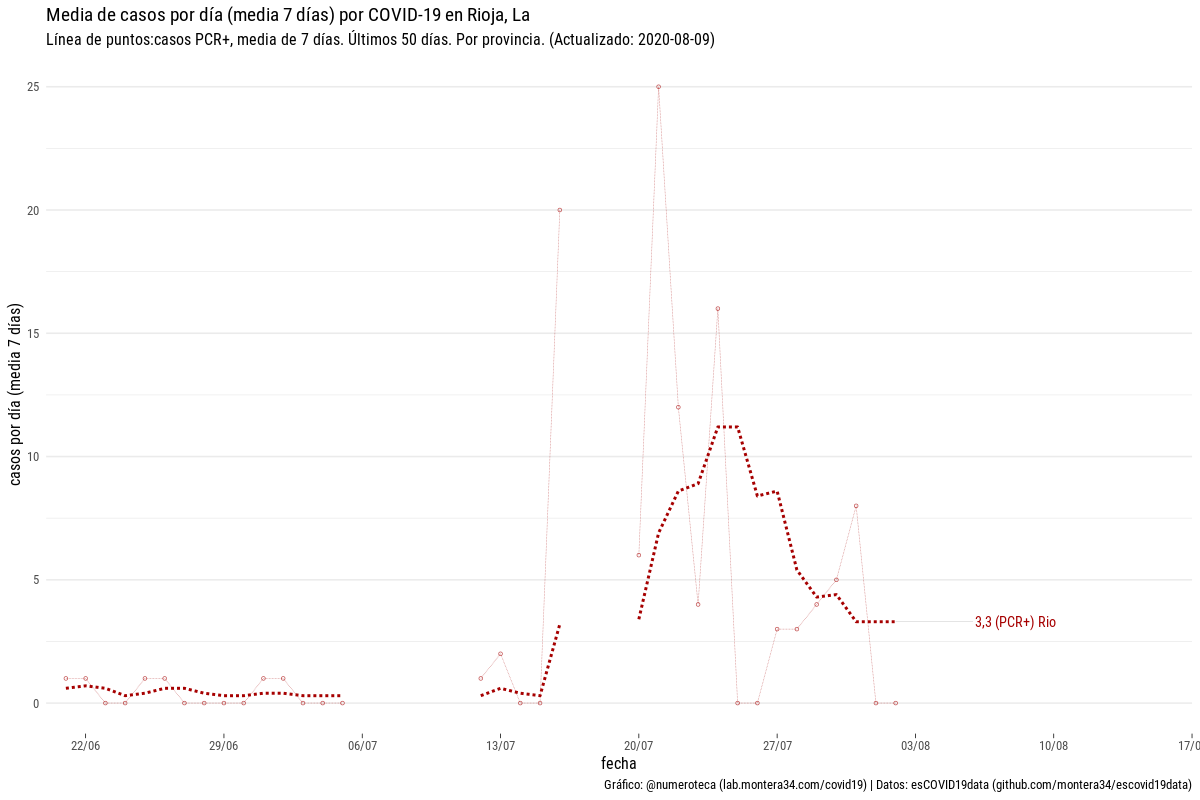 Media de casos por día (media 7 días) por COVID-19 en Rioja, La
Línea de puntos:casos PCR+, media de 7 días. Últimos 50 días. Por provincia. (Actualizado: 2020-08-09)
casos por día (media 7 días)
25
20
15
10
5
0
3,3 (PCR+) Rio
22/06 29/06 06/07 13/07 20/07 27/07 03/08 10/08 17/0
fecha
Gráfico: @numeroteca (lab.montera34.com/covid19) | Datos: esCOVID19data (github.com/montera34/escovid19data)